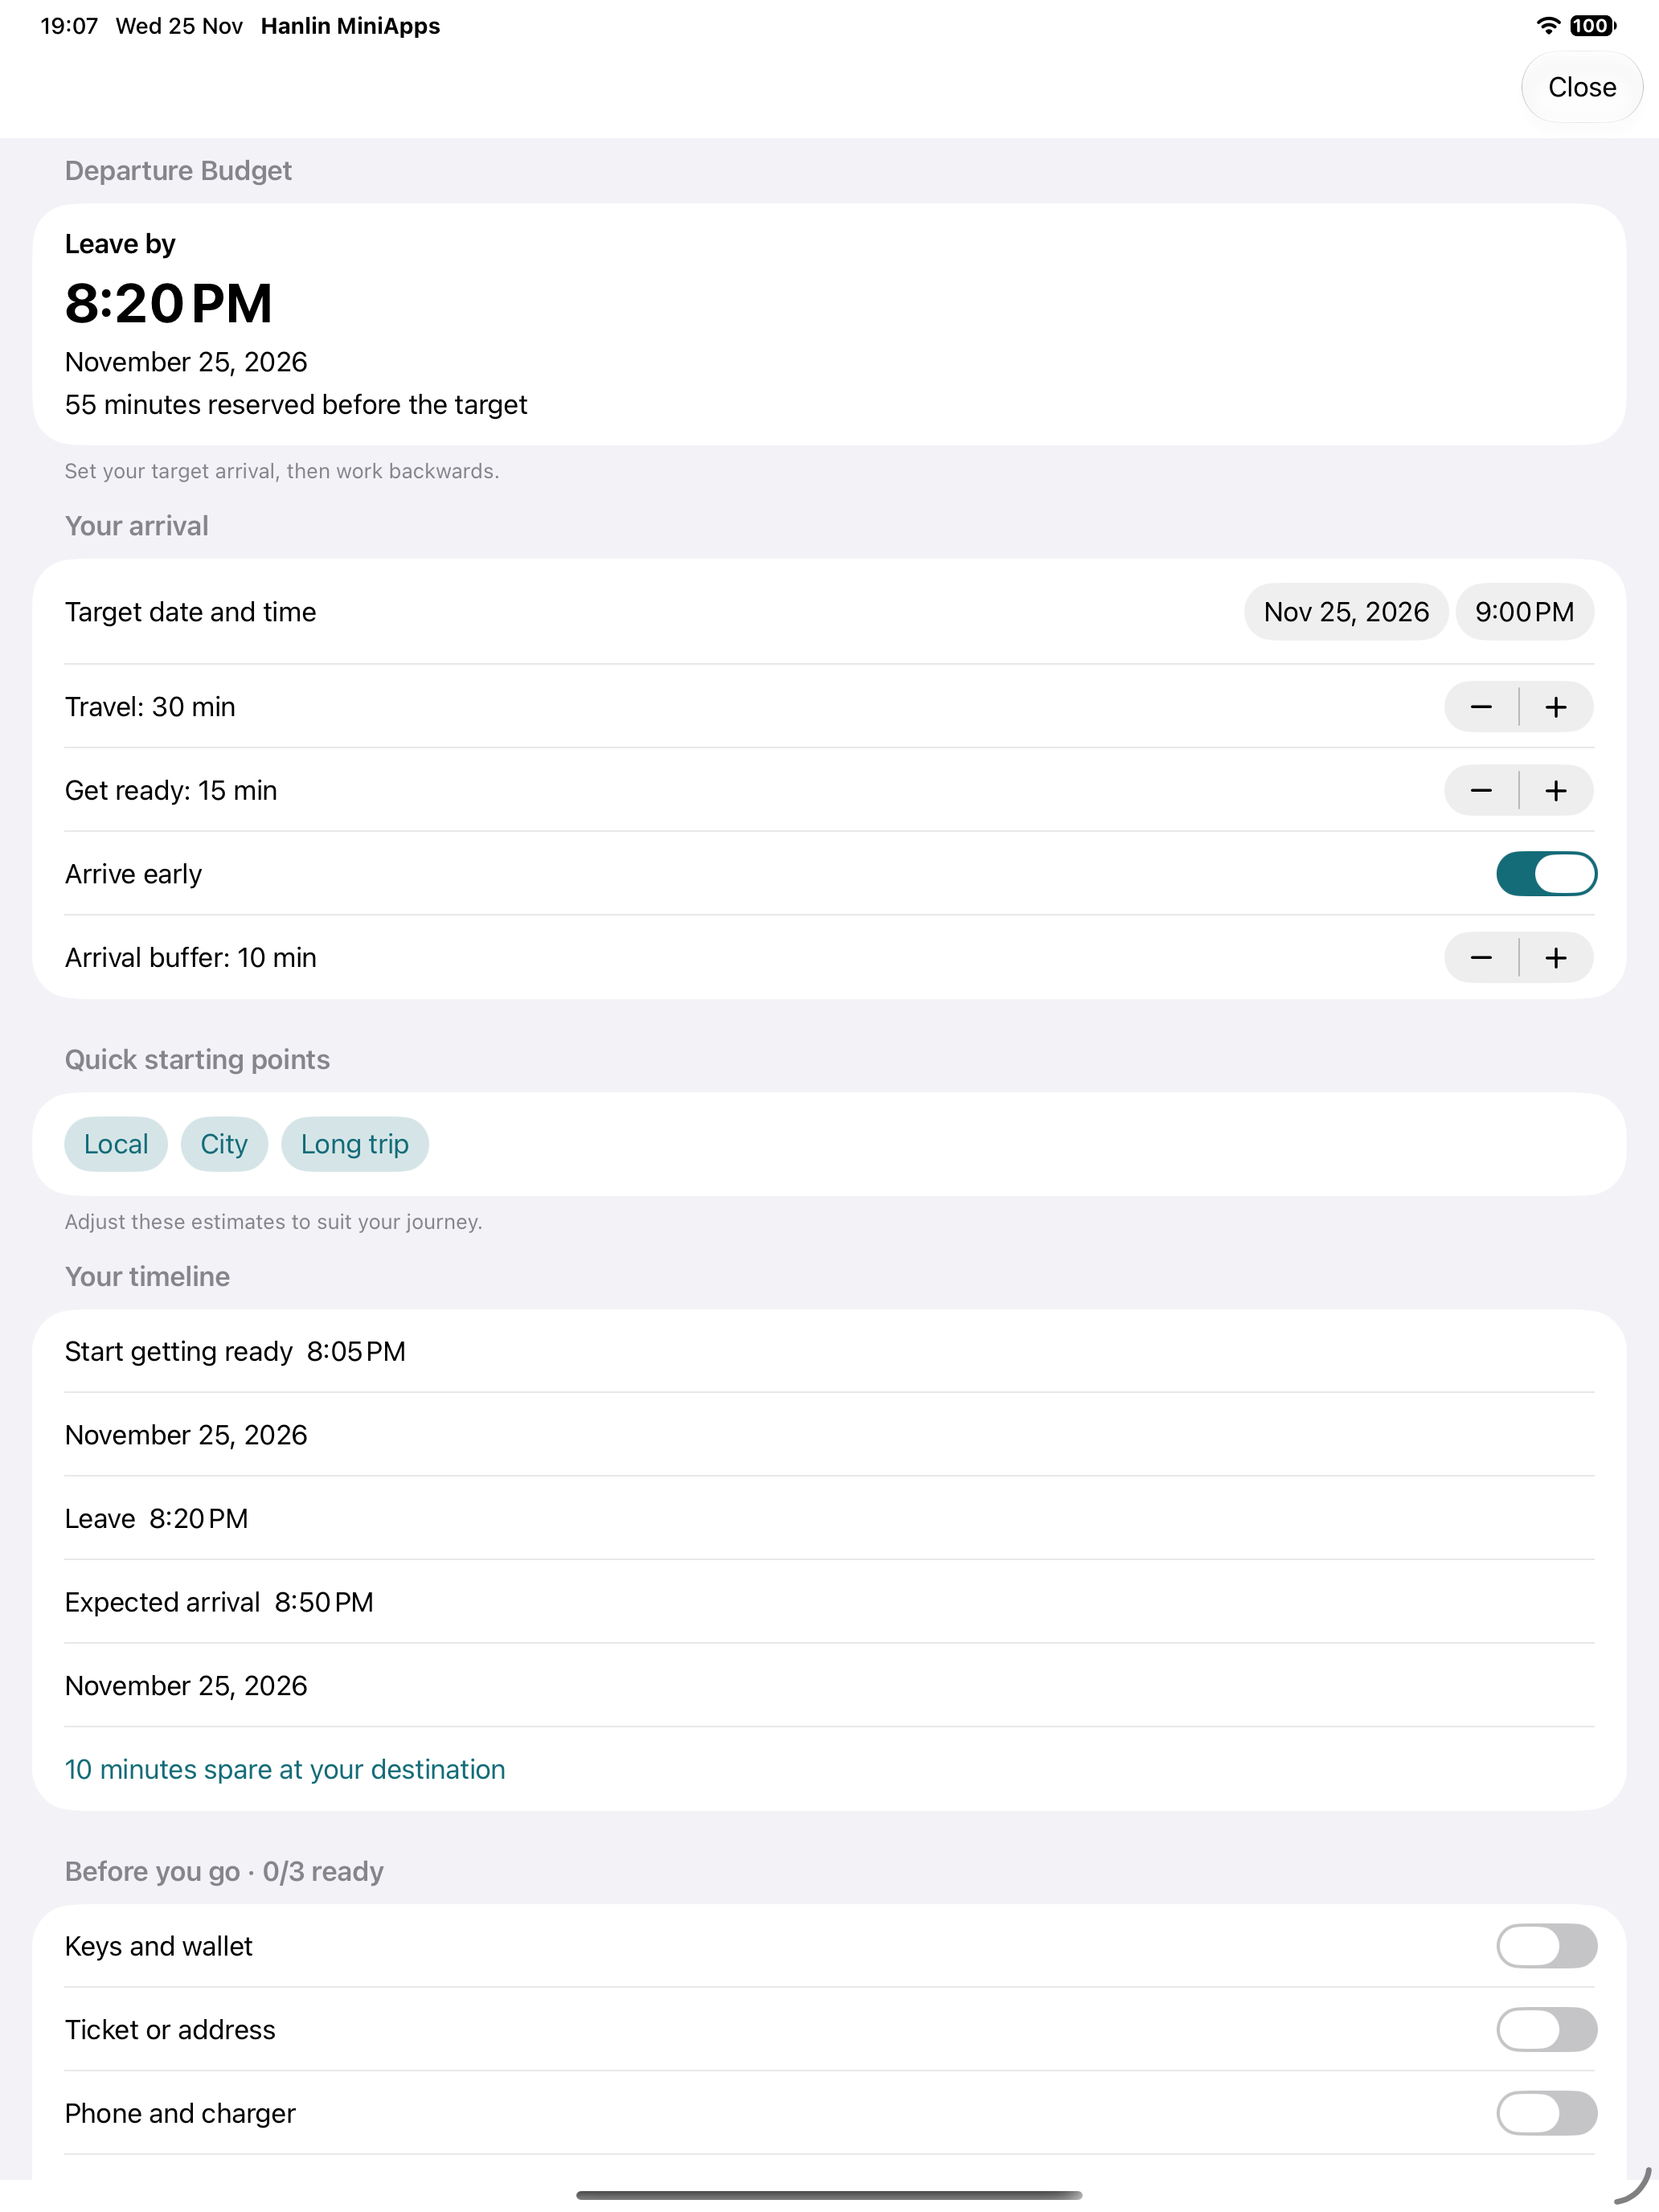 19:07 Wed 25 Nov Hanlin MiniApps 100
Close
Departure Budget
Leave by
8:20 PM
November 25, 2026
55 minutes reserved before the target
Set your target arrival, then work backwards.
Your arrival
Target date and time Nov 25, 2026 9:00 PM
Travel: 30 min
Get ready: 15 min
Arrive early
Arrival buffer: 10 min
Quick starting points
Local City Long trip
Adjust these estimates to suit your journey.
Your timeline
Start getting ready 8:05 PM
November 25, 2026
Leave 8:20 PM
Expected arrival 8:50 PM
November 25, 2026
10 minutes spare at your destination
Before you go · 0/3 ready
Keys and wallet
Ticket or address
Phone and charger